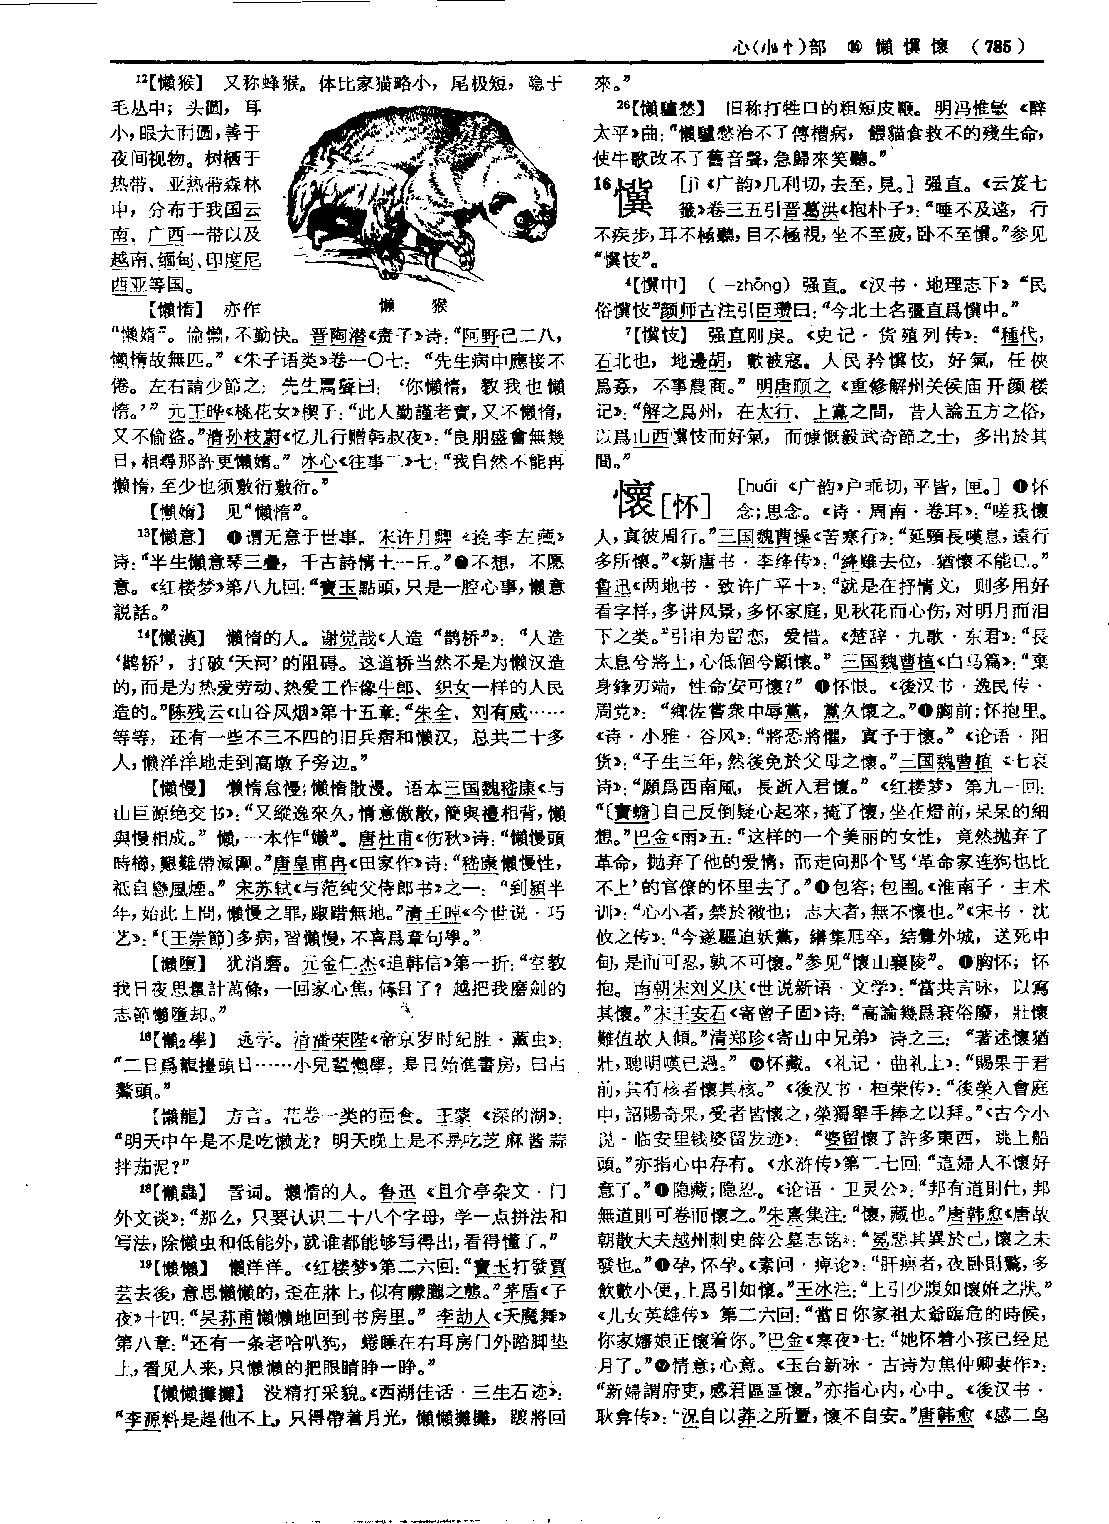 心(小㣺忄)部 ⑯ 懶 懻 懷 (785)
¹²【懶猴】 又称蜂猴。体比家猫略小，尾极短，隐于
毛丛中；头圆，耳
小，眼大而圆，善于
夜间视物。树栖于
热带、亚热带森林
中，分布于我国云
南、广西一带以及
越南、缅甸、印度尼
西亚等国。
懒 猴
【懶惰】 亦作
“懶媠”。偷懒，不勤快。晋陶潜《责子》诗：“阿野已二八，
懶惰故無匹。”《朱子语类》卷一〇七：“先生病中應接不
倦。左右請少節之；先生厲聲曰：‘你懶惰，教我也懶
惰。’”元王晔《桃花女》楔子：“此人勤謹老實，又不懶惰，
又不偷盜。”清孙枝蔚《忆儿行赠韩叔夜》：“良朋盛會無幾
日，相尋那許更懶媠。”冰心《往事二》七：“我自然不能再
懒惰，至少也须敷衍敷衍。”
【懶媠】 见“懶惰”。
¹³【懶意】 ❶谓无意于世事。宋许月卿《挽李左藏》
诗：“半生懶意琴三疊，千古詩情土一丘。”❷不想，不愿
意。《红楼梦》第八九回：“寶玉點頭，只是一腔心事，懶意
説話。”
¹⁴【懶漢】 懒惰的人。谢觉哉《人造“鹊桥”》：“人造
‘鹊桥’，打破‘天河’的阻碍。这道桥当然不是为懒汉造
的，而是为热爱劳动、热爱工作像牛郎、织女一样的人民
造的。”陈残云《山谷风烟》第十五章：“朱全、刘有威……
等等，还有一些不三不四的旧兵痞和懒汉，总共二十多
人，懒洋洋地走到高墩子旁边。”
【懶慢】 懒惰怠慢；懒惰散漫。语本三国魏嵇康《与
山巨源绝交书》：“又縱逸來久，情意傲散，簡與禮相背，懶
與慢相成。”懶，一本作“嬾”。唐杜甫《伤秋》诗：“懶慢頭
時櫛，艱難帶減圍。”唐皇甫冉《田家作》诗：“嵇康懶慢性，
祗自戀風煙。”宋苏轼《与范纯父侍郎书》之一：“到潁半
年，始此上問，懶慢之罪，踧踖無地。”清王晫《今世说·巧
艺》：“〔王崇節〕多病，習懶慢，不喜爲章句學。”
【懶墮】 犹消磨。元金仁杰《追韩信》第一折：“空教
我日夜思量計萬條，一回家心焦，何日了？越把我磨劍的
志節懶墮却。”
¹⁶【懶₂學】 逃学。清潘荣陛《帝京岁时纪胜·薰虫》：
“二日爲龍擡頭日……小兒輩懶學，是日始進書房，曰占
鰲頭。”
【懶龍】 方言。花卷一类的面食。王蒙《深的湖》：
“明天中午是不是吃懒龙？明天晚上是不是吃芝麻酱蒜
拌茄泥？”
¹⁸【懶蟲】 詈词。懒惰的人。鲁迅《且介亭杂文·门
外文谈》：“那么，只要认识二十八个字母，学一点拼法和
写法，除懒虫和低能外，就谁都能够写得出，看得懂了。”
¹⁹【懶懶】 懒洋洋。《红楼梦》第二六回：“寶玉打發賈
芸去後，意思懶懶的，歪在牀上，似有朦朧之態。”茅盾《子
夜》十四：“吴荪甫懒懒地回到书房里。”李劼人《天魔舞》
第八章：“还有一条老哈叭狗，蜷睡在右耳房门外踏脚垫
上，看见人来，只懒懒的把眼睛睁一睁。”
【懶懶攤攤】 没精打采貌。《西湖佳话·三生石迹》：
“李源料是趕他不上，只得帶着月光，懶懶攤攤，踱將回
來。”
²⁶【懶驢愁】 旧称打牲口的粗短皮鞭。明冯惟敏《醉
太平》曲：“懶驢愁治不了傍槽病，餵貓食救不的殘生命，
使牛歌改不了舊音聲，急歸來笑聽。”
16 懻 [jì《广韵》几利切，去至，見。]强直。《云笈七
籤》卷三五引晋葛洪《抱朴子》：“唾不及遠，行
不疾步，耳不極聽，目不極視，坐不至疲，卧不至懻。”参见
“懻忮”。
⁴【懻中】 （－zhōng）强直。《汉书·地理志下》“民
俗懻忮”颜师古注引臣瓒曰：“今北土名彊直爲懻中。”
⁷【懻忮】 强直刚戾。《史记·货殖列传》：“種代，
石北也，地邊胡，數被寇。人民矜懻忮，好氣，任俠
爲姦，不事農商。”明唐顺之《重修解州关侯庙开颜楼
记》：“解之爲州，在太行、上黨之間，昔人論五方之俗，
以爲山西懻忮而好氣，而慷慨毅武奇節之士，多出於其
間。”
懷[怀] [huái《广韵》户乖切，平皆，匣。]❶怀
念；思念。《诗·周南·卷耳》：“嗟我懷
人，寘彼周行。”三国魏曹操《苦寒行》：“延頸長嘆息，遠行
多所懷。”《新唐书·李绛传》：“絳雖去位，猶懷不能已。”
鲁迅《两地书·致许广平十》：“就是在抒情文，则多用好
看字样，多讲风景，多怀家庭，见秋花而心伤，对明月而泪
下之类。”引申为留恋，爱惜。《楚辞·九歌·东君》：“長
太息兮將上，心低佪兮顧懷。”三国魏曹植《白马篇》：“棄
身鋒刃端，性命安可懷？”❷怀恨。《後汉书·逸民传·
周党》：“鄉佐嘗衆中辱黨，黨久懷之。”❸胸前；怀抱里。
《诗·小雅·谷风》：“將恐將懼，寘予于懷。”《论语·阳
货》：“子生三年，然後免於父母之懷。”三国魏曹植《七哀
诗》：“願爲西南風，長逝入君懷。”《红楼梦》第九一回：
“〔寶蟾〕自己反倒疑心起來，掩了懷，坐在燈前，呆呆的細
想。”巴金《雨》五：“这样的一个美丽的女性，竟然抛弃了
革命，抛弃了他的爱情，而走向那个骂‘革命家连狗也比
不上’的官僚的怀里去了。”❹包容；包围。《淮南子·主术
训》：“心小者，禁於微也；志大者，無不懷也。”《宋书·沈
攸之传》：“今遂驅迫妖黨，繕集尫卒，結釁外城，送死中
甸，是而可忍，孰不可懷。”参见“懷山襄陵”。❺胸怀；怀
抱。南朝宋刘义庆《世说新语·文学》：“當共言咏，以寫
其懷。”宋王安石《寄曾子固》诗：“高論幾爲衰俗廢，壯懷
難值故人傾。”清郑珍《寄山中兄弟》诗之三：“著述懷猶
壯，聰明嘆已過。”❻怀藏。《礼记·曲礼上》：“賜果于君
前，其有核者懷其核。”《後汉书·桓荣传》：“後榮入會庭
中，詔賜奇果，受者皆懷之，榮獨舉手捧之以拜。”《古今小
说·临安里钱婆留发迹》：“婆留懷了許多東西，跳上船
頭。”亦指心中存有。《水浒传》第二七回：“這婦人不懷好
意了。”❼隐藏；隐忍。《论语·卫灵公》：“邦有道則仕，邦
無道則可卷而懷之。”朱熹集注：“懷，藏也。”唐韩愈《唐故
朝散大夫越州刺史薛公墓志铭》：“冕惡其異於己，懷之未
發也。”❽孕，怀孕。《素问·痹论》：“肝痹者，夜卧則驚，多
飲數小便，上爲引如懷。”王冰注：“上引少腹如懷姙之狀。”
《儿女英雄传》第二六回：“當日你家祖太爺臨危的時候，
你家嬸娘正懷着你。”巴金《寒夜》七：“她怀着小孩已经足
月了。”❾情意；心意。《玉台新咏·古诗为焦仲卿妻作》：
“新婦謂府吏，感君區區懷。”亦指心内，心中。《後汉书·
耿弇传》：“況自以莽之所置，懷不自安。”唐韩愈《感二鸟